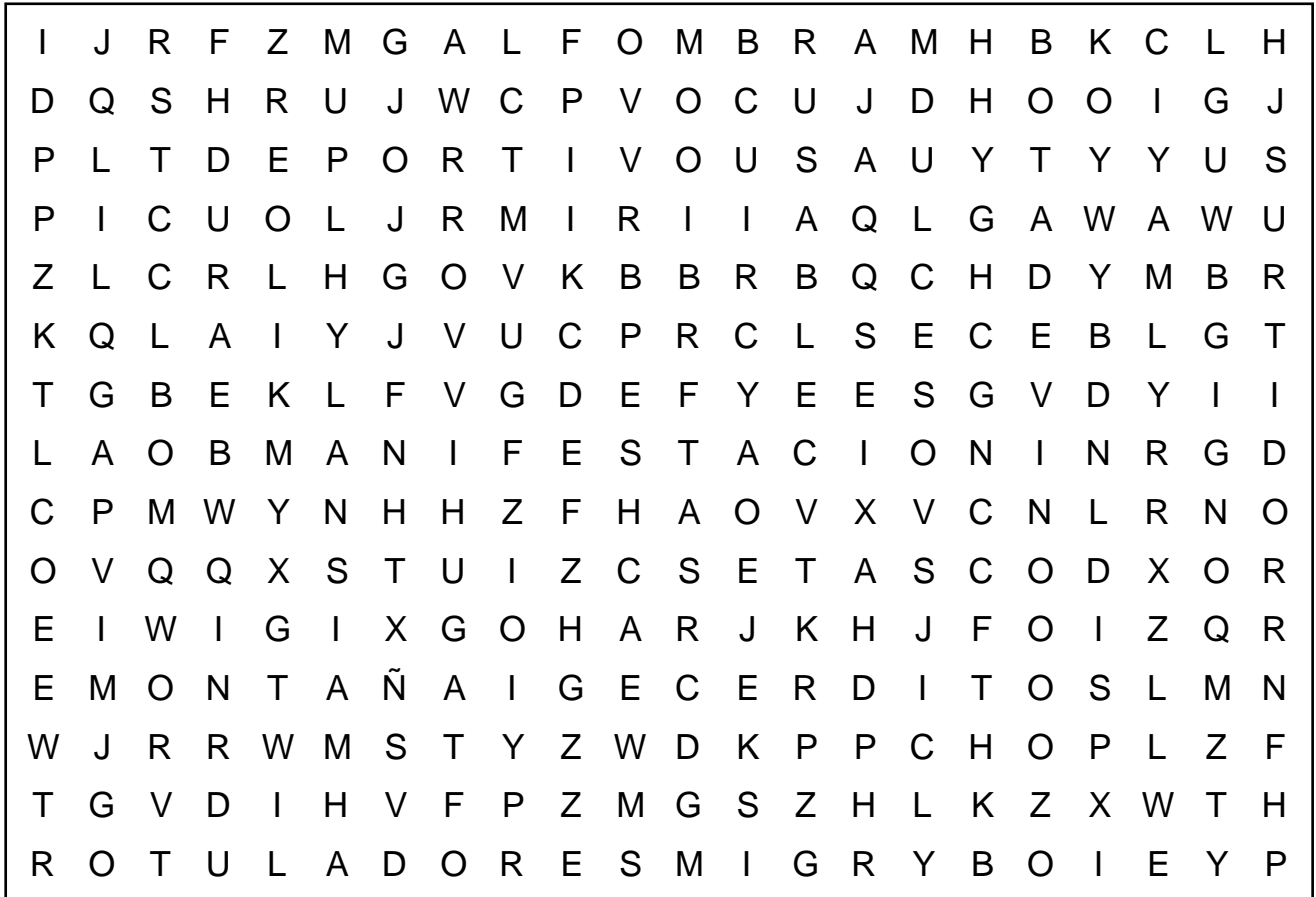 I J R F Z M G A L F O M B R A M H B K C L H
D Q S H R U J W C P V O C U J D H O O I G J
P L T D E P O R T I V O U S A U Y T Y Y U S
P I C U O L J R M I R I I A Q L G A W A W U
Z L C R L H G O V K B B R B Q C H D Y M B R
K Q L A I Y J V U C P R C L S E C E B L G T
T G B E K L F V G D E F Y E E S G V D Y I I
L A O B M A N I F E S T A C I O N I N R G D
C P M W Y N H H Z F H A O V X V C N L R N O
O V Q Q X S T U I Z C S E T A S C O D X O R
E I W I G I X G O H A R J K H J F O I Z Q R
E M O N T A Ñ A I G E C E R D I T O S L M N
W J R R W M S T Y Z W D K P P C H O P L Z F
T G V D I H V F P Z M G S Z H L K Z X W T H
R O T U L A D O R E S M I G R Y B O I E Y P